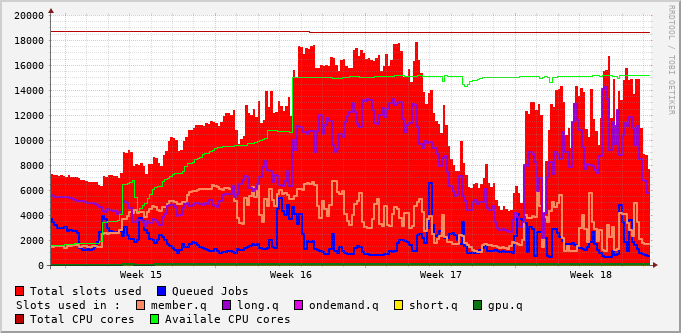 20000
18000
16000
14000
12000
10000
8000
6000
4000
2000
0
RRDTOOL / TOBI OETIKER
Week 15 Week 16 Week 17 Week 18
Total slots used Queued Jobs
Slots used in : member.q long.q ondemand.q short.q gpu.q
Total CPU cores Availale CPU cores